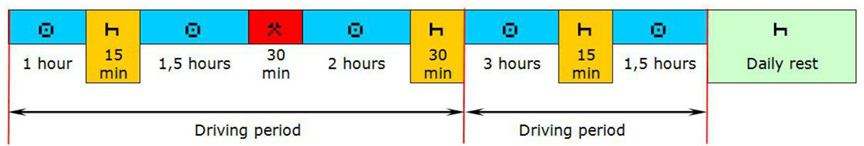 1 hour
15
min
1,5 hours
30
min
2 hours
30
min
3 hours
15
min
1,5 hours
Daily rest
Driving period
Driving period